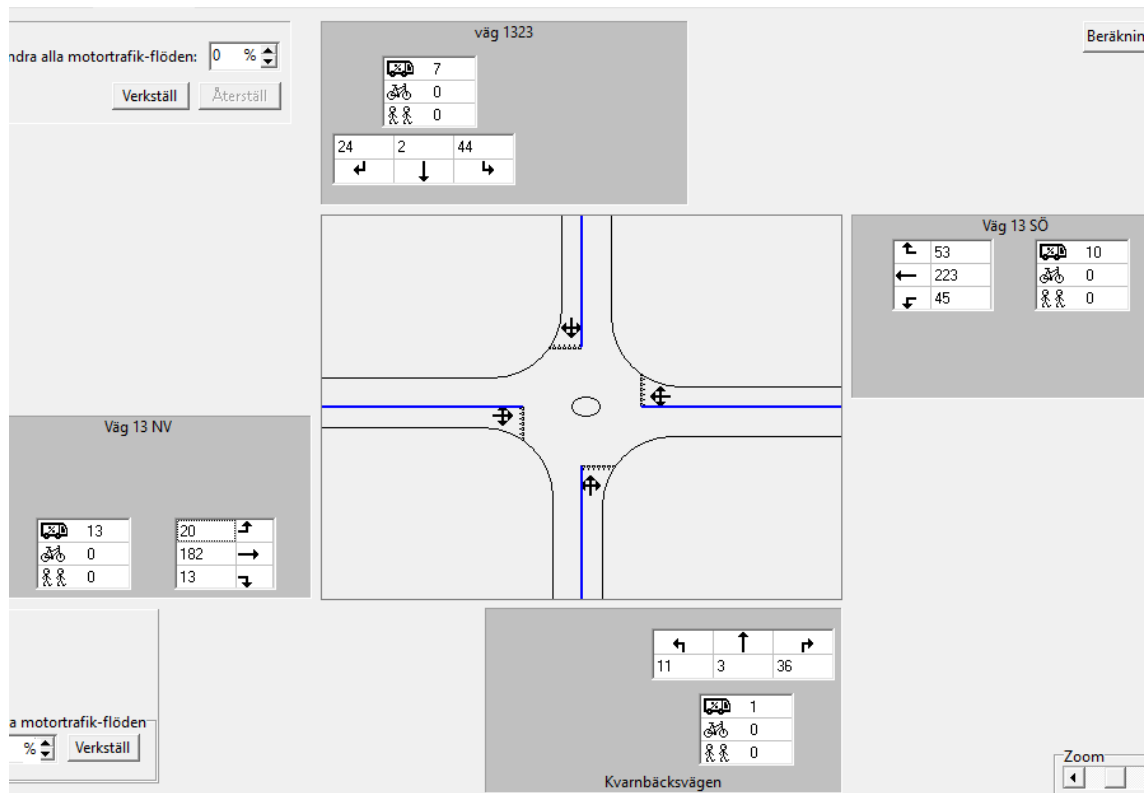 väg 1323
ndra alla motortrafik-flöden: 0 %
Verkställ Återställ
Beräknin
7
0
0
24 2 44
Väg 13 SÖ
53
223
45
10
0
0
Väg 13 NV
13
0
0
20
182
13
11 3 36
1
0
0
Kvarnbäcksvägen
a motortrafik-flöden
% Verkställ
Zoom